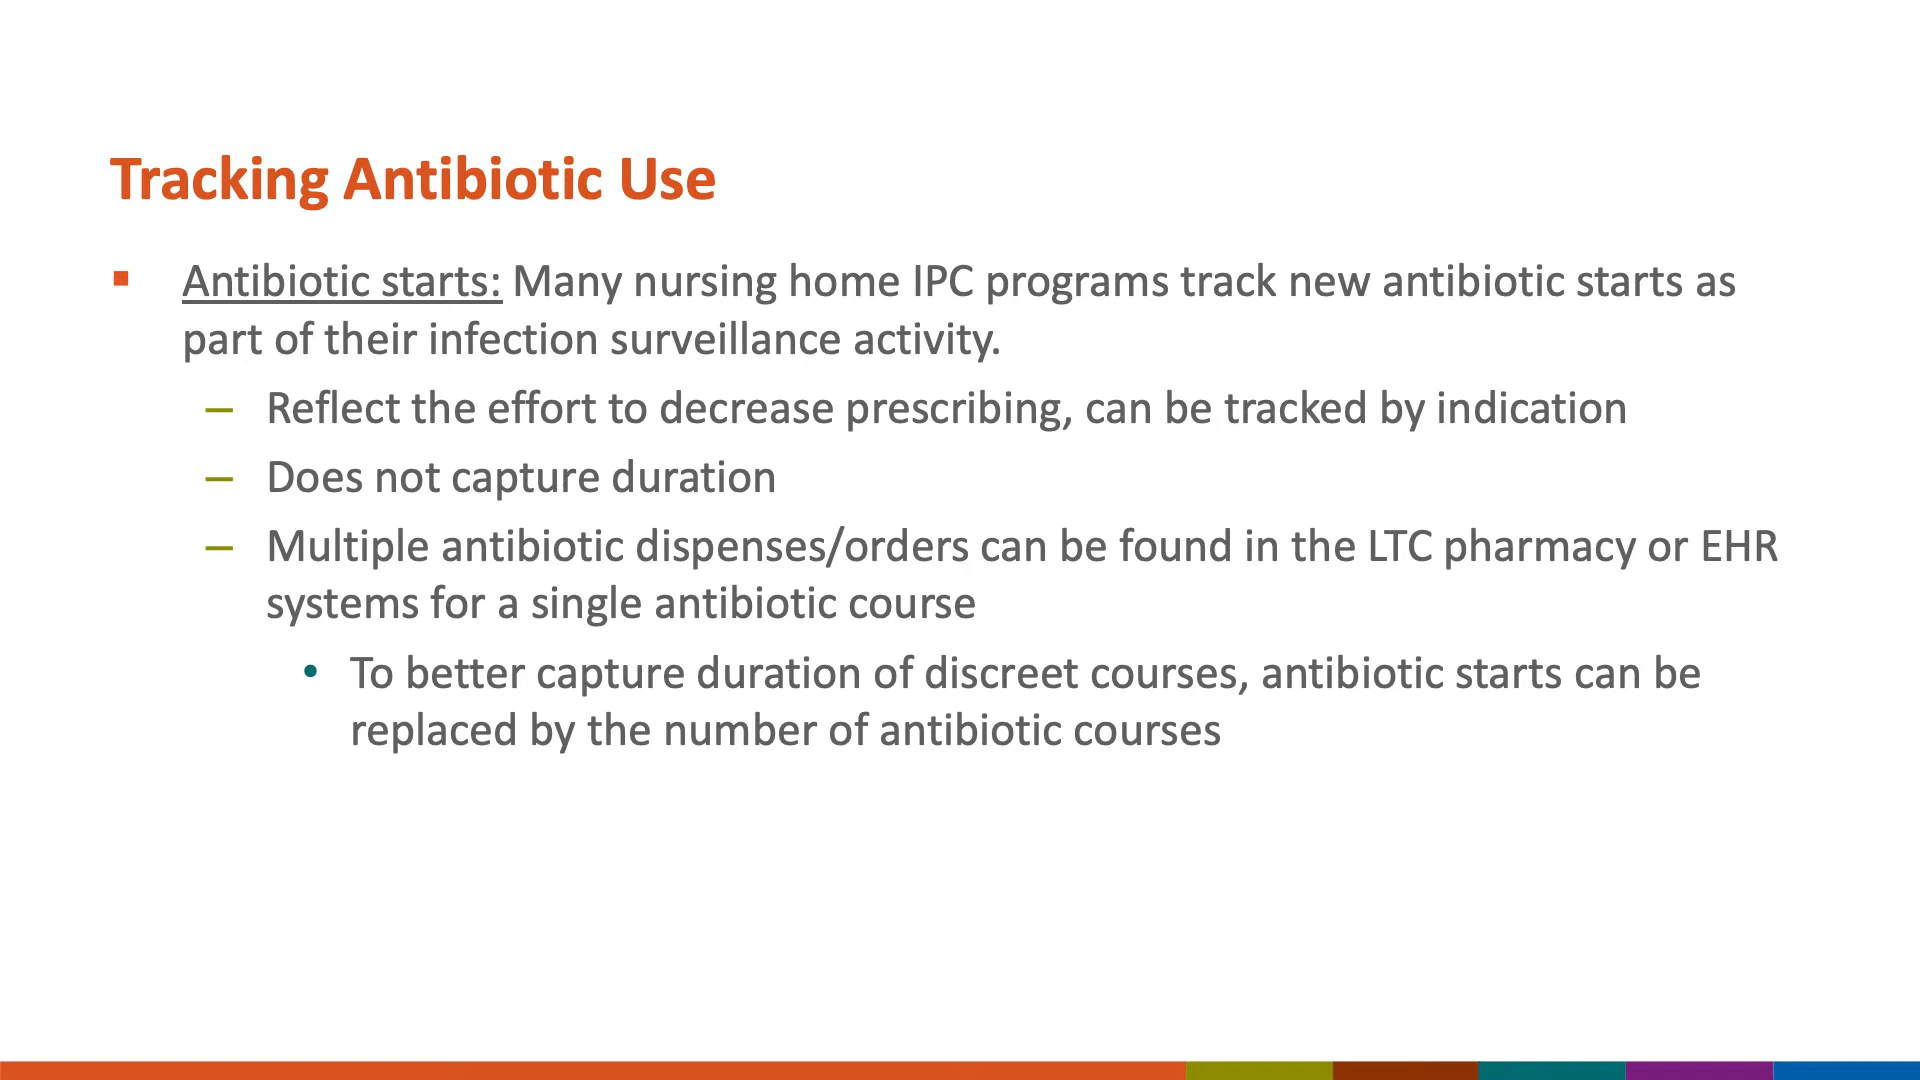 Tracking Antibiotic Use
▪ Antibiotic starts: Many nursing home IPC programs track new antibiotic starts as
part of their infection surveillance activity.
– Reflect the effort to decrease prescribing, can be tracked by indication
– Does not capture duration
– Multiple antibiotic dispenses/orders can be found in the LTC pharmacy or EHR
systems for a single antibiotic course
• To better capture duration of discreet courses, antibiotic starts can be
replaced by the number of antibiotic courses